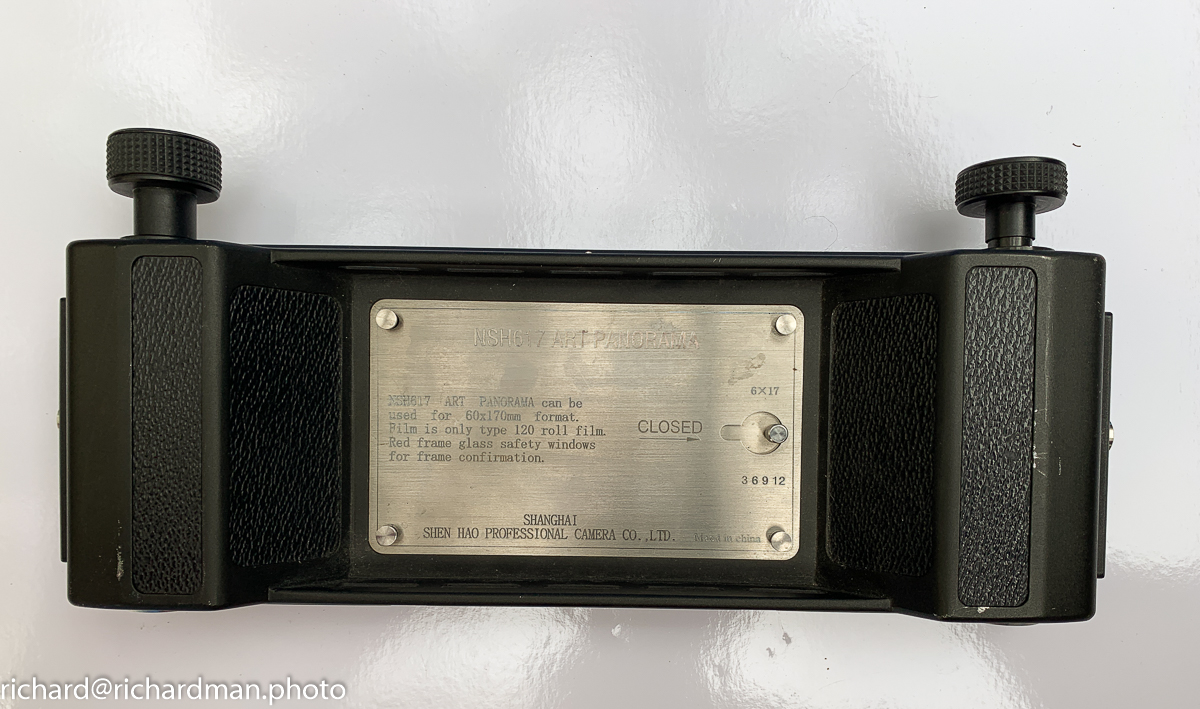 NSH617 ART PANORAMA
6×17
NSH617 ART PANORAMA can be
used for 60x170mm format.
Film is only type 120 roll film.
Red frame glass safety windows
for frame confirmation.
CLOSED
3 6 9 12
SHANGHAI
SHEN HAO PROFESSIONAL CAMERA CO.,LTD.
in china
richard@richardman.photo